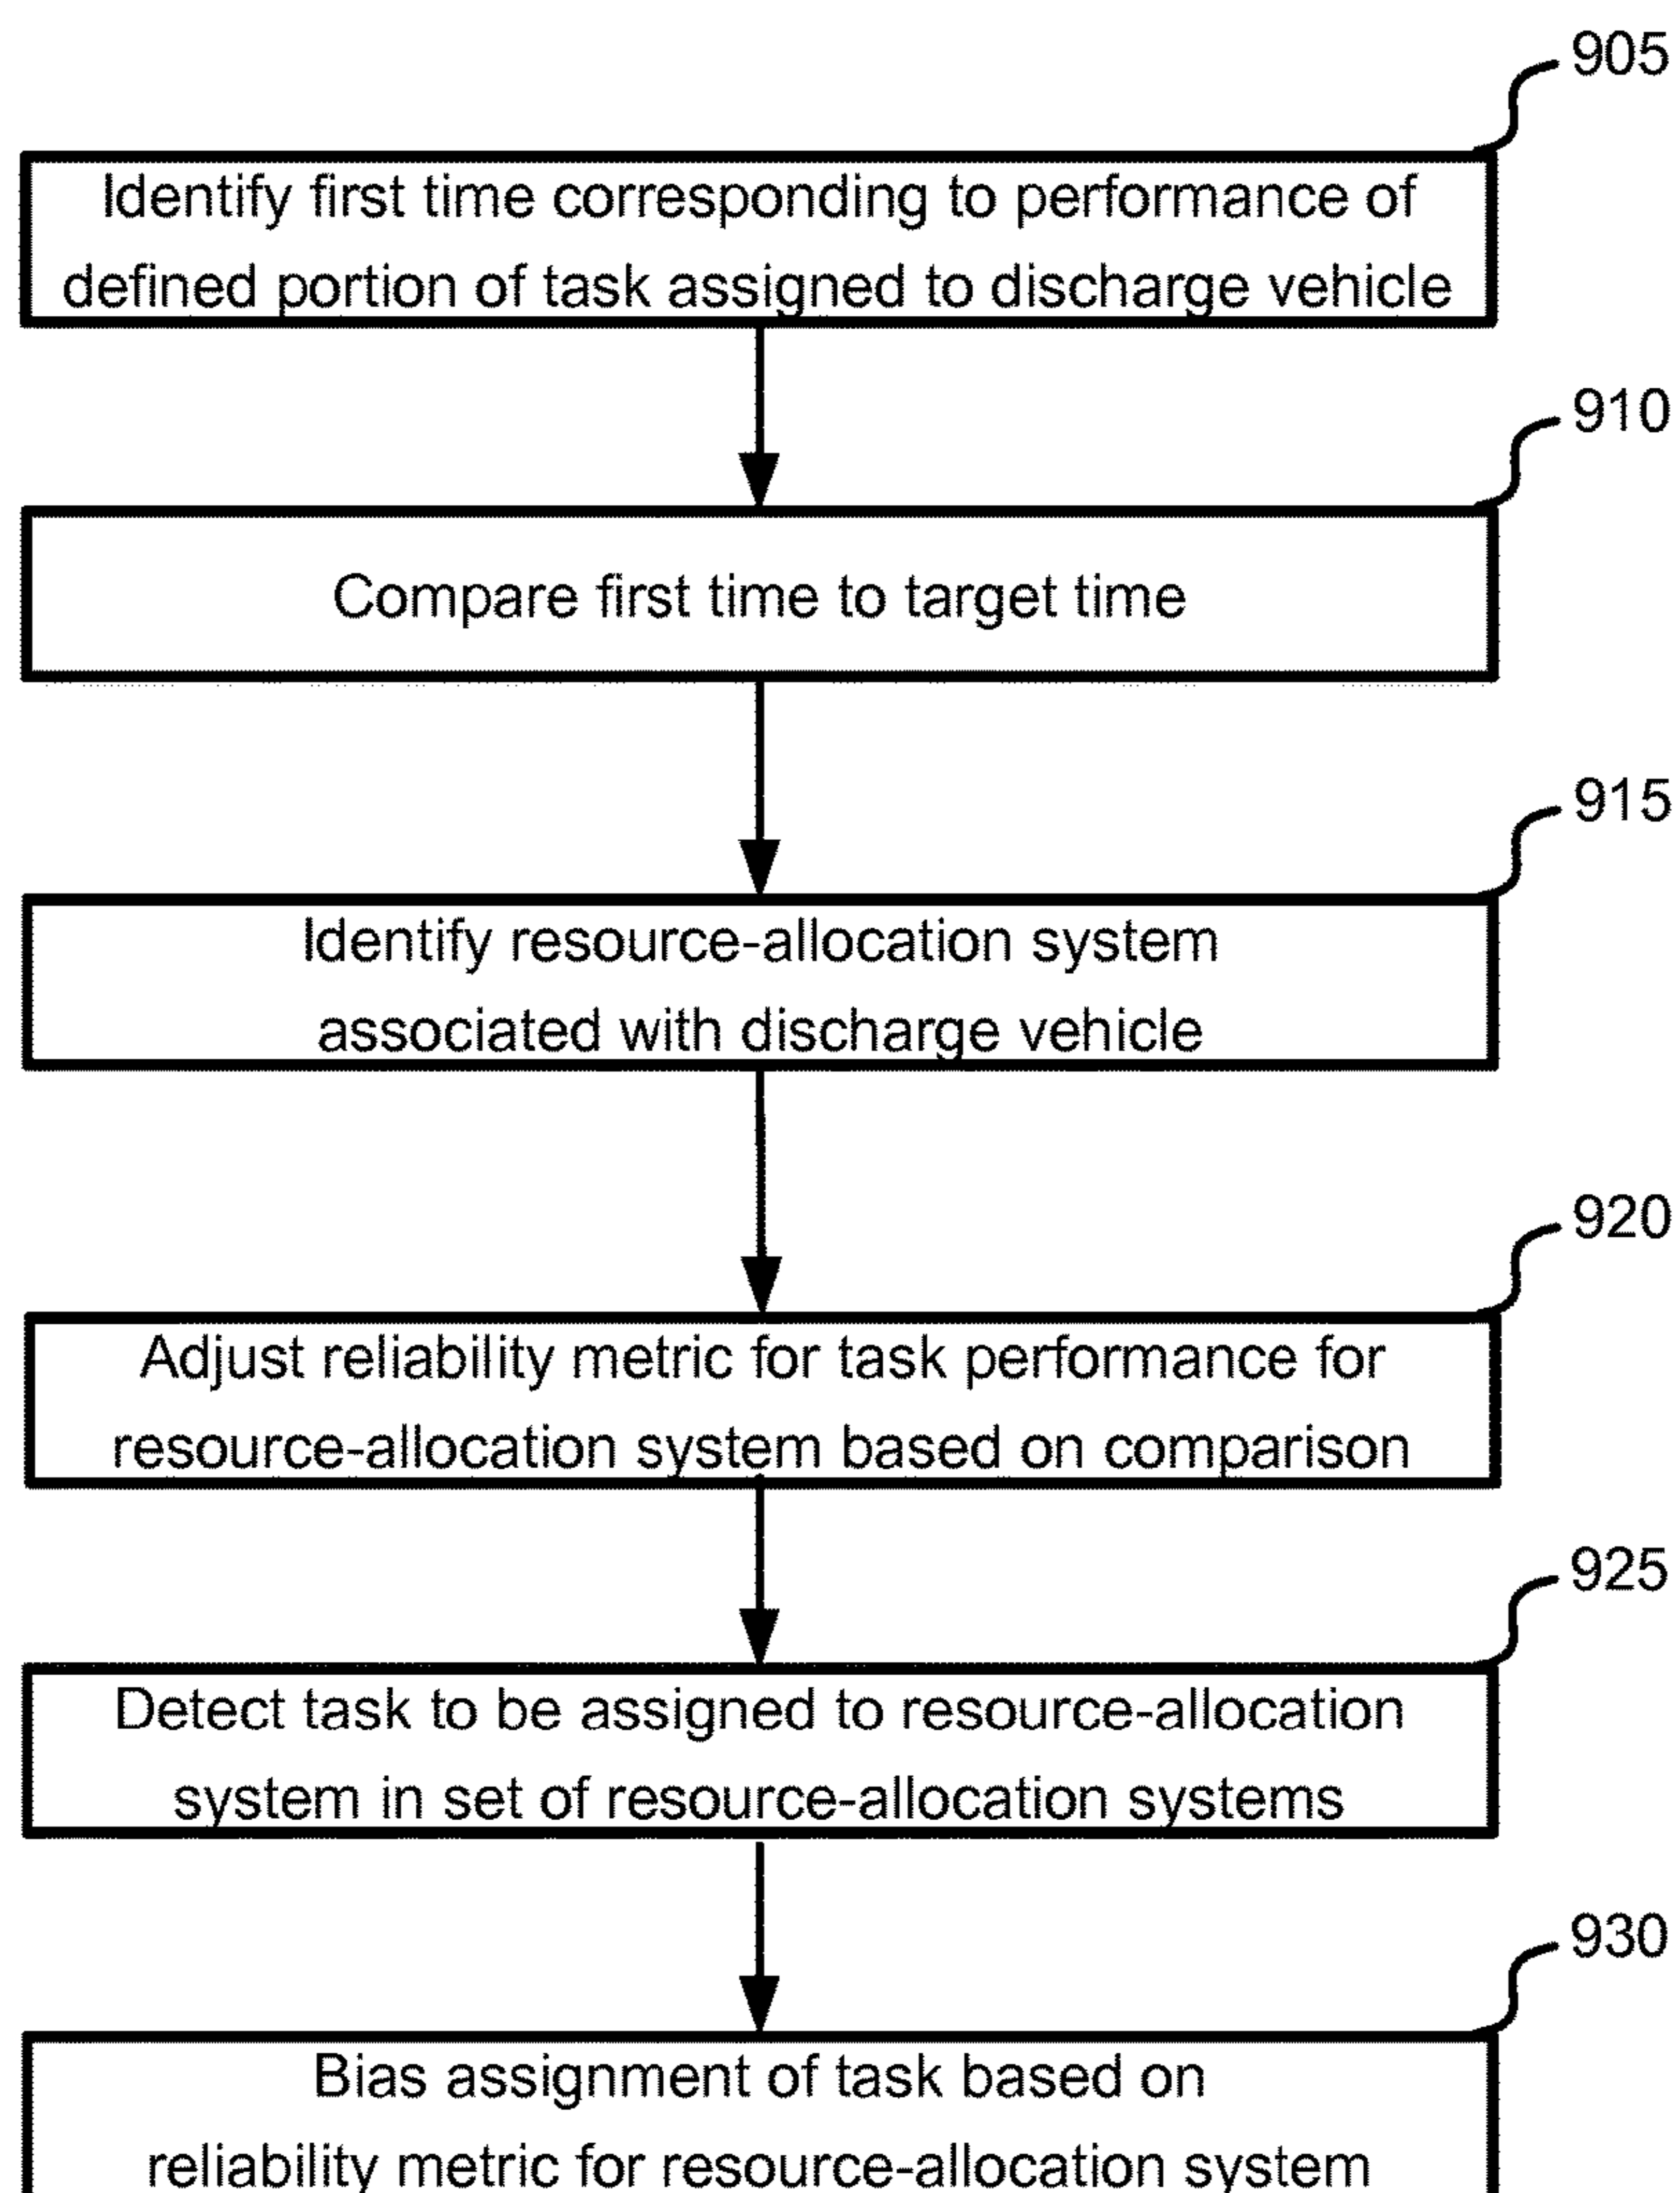 905
Identify first time corresponding to performance of
defined portion of task assigned to discharge vehicle
910
Compare first time to target time
915
Identify resource-allocation system
associated with discharge vehicle
920
Adjust reliability metric for task performance for
resource-allocation system based on comparison
925
Detect task to be assigned to resource-allocation
system in set of resource-allocation systems
930
Bias assignment of task based on
reliability metric for resource-allocation system